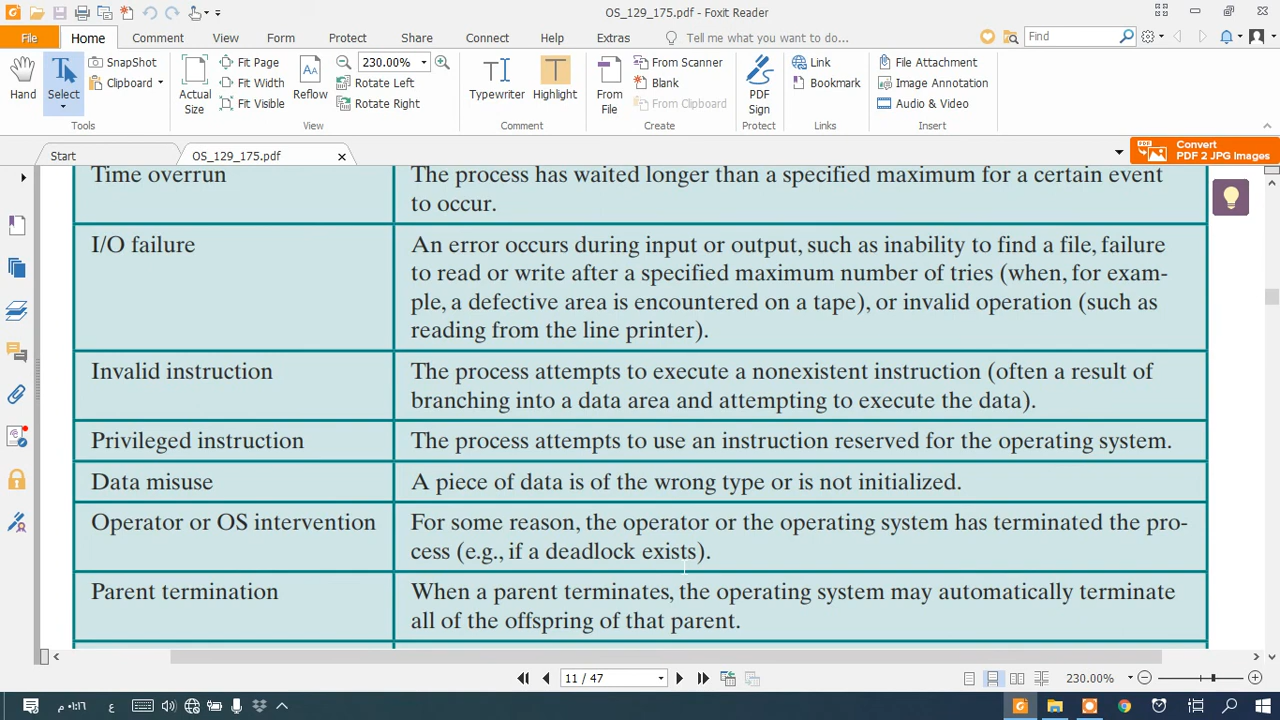 OS_129_175.pdf - Foxit Reader
File Home Comment View Form Protect Share Connect Help Extras Tell me what you want to do... Find
Hand
Select
SnapShot
Clipboard
Tools
Actual Size
Fit Page
Fit Width
Fit Visible
Reflow
230.00%
Rotate Left
Rotate Right
View
Typewriter
Highlight
Comment
From File
From Scanner
Blank
From Clipboard
Create
PDF Sign
Protect
Link
Bookmark
Links
File Attachment
Image Annotation
Audio & Video
Insert
Start OS_129_175.pdf
Convert
PDF 2 JPG Images
Time overrun The process has waited longer than a specified maximum for a certain event
to occur.
I/O failure An error occurs during input or output, such as inability to find a file, failure
to read or write after a specified maximum number of tries (when, for exam-
ple, a defective area is encountered on a tape), or invalid operation (such as
reading from the line printer).
Invalid instruction The process attempts to execute a nonexistent instruction (often a result of
branching into a data area and attempting to execute the data).
Privileged instruction The process attempts to use an instruction reserved for the operating system.
Data misuse A piece of data is of the wrong type or is not initialized.
Operator or OS intervention For some reason, the operator or the operating system has terminated the pro-
cess (e.g., if a deadlock exists).
Parent termination When a parent terminates, the operating system may automatically terminate
all of the offspring of that parent.
11 / 47 230.00%
٠١:١٦ م ع